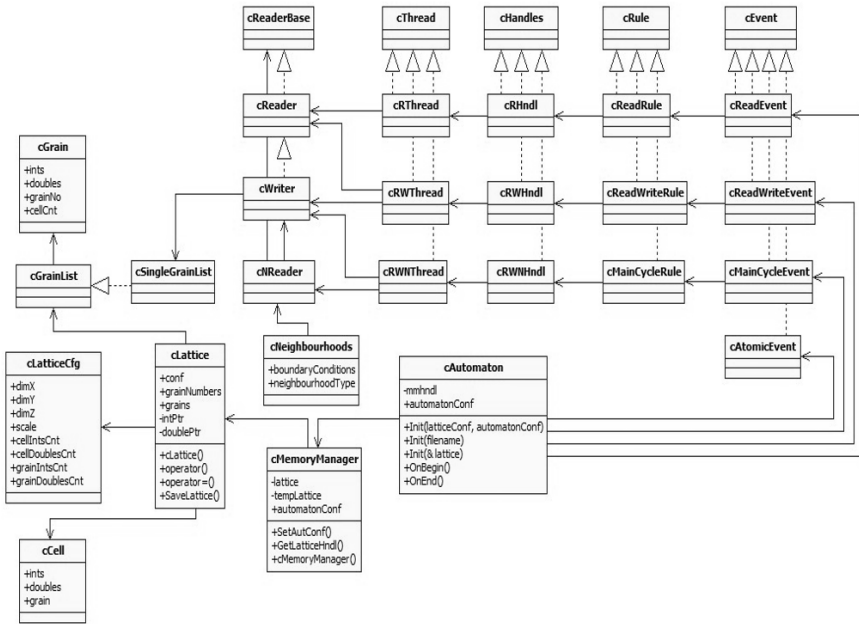 cReaderBase
cThread
cHandles
cRule
cEvent
cReader
cRThread
cRHndl
cReadRule
cReadEvent
cGrain
+ints
+doubles
+grainNo
+cellCnt
cWriter
cRWThread
cRWHndl
cReadWriteRule
cReadWriteEvent
cGrainList
cSingleGrainList
cNReader
cRWNThread
cRWNHndl
cMainCycleRule
cMainCycleEvent
cNeighbourhoods
+boundaryConditions
+neighbourhoodType
cAtomicEvent
cLatticeCfg
+dimX
+dimY
+dimZ
+scale
+cellIntsCnt
+cellDoublesCnt
+grainIntsCnt
+grainDoublesCnt
cLattice
+conf
+grainNumbers
+grains
-intPtr
-doublePtr
+cLattice()
+operator()
+operator=()
+SaveLattice()
cAutomaton
-mmhndl
+automatonConf
+Init(latticeConf, automatonConf)
+Init(filename)
+Init(& lattice)
+OnBegin()
+OnEnd()
cMemoryManager
-lattice
-tempLattice
+automatonConf
+SetAutConf()
+GetLatticeHndl()
+cMemoryManager()
cCell
+ints
+doubles
+grain